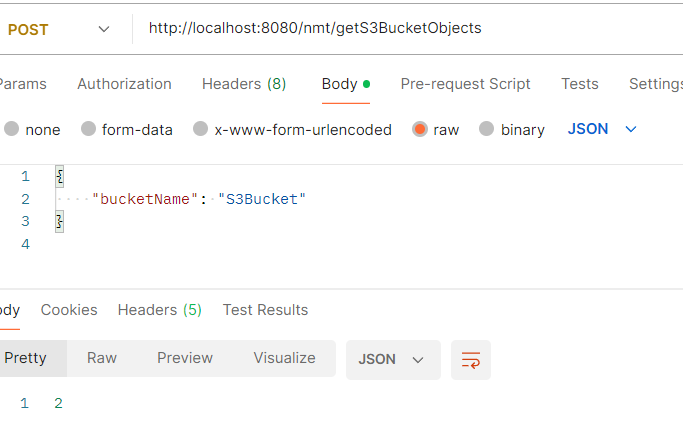 POST http://localhost:8080/nmt/getS3BucketObjects
Params Authorization Headers (8) Body Pre-request Script Tests Settings
none form-data x-www-form-urlencoded raw binary JSON
1 {
2 "bucketName": "S3Bucket"
3 }
4
Body Cookies Headers (5) Test Results
Pretty Raw Preview Visualize JSON
1 2